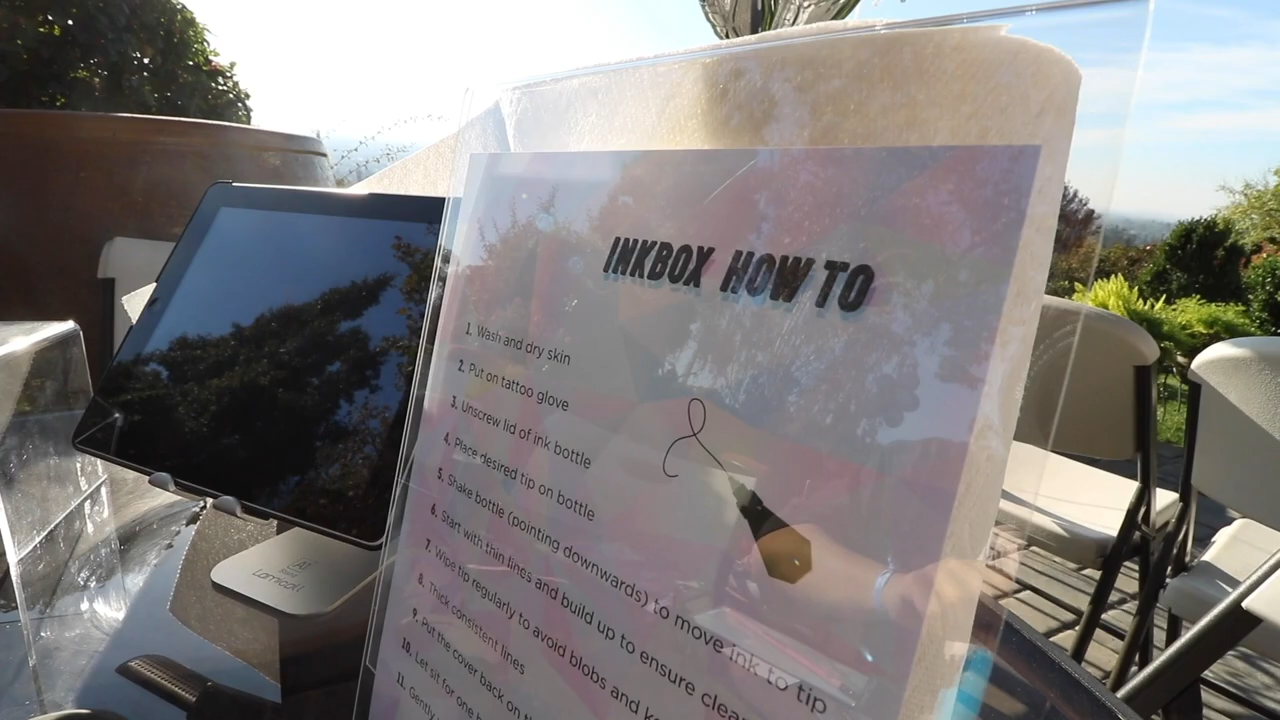 INKBOX HOW TO
1. Wash and dry skin
2. Put on tattoo glove
3. Unscrew lid of ink bottle
4. Place desired tip on bottle
5. Shake bottle (pointing downwards) to move ink to tip
6. Start with thin lines and build up to ensure clean
7. Wipe tip regularly to avoid blobs and
8. Thick consistent lines
9. Put the cover back on
10. Let sit for one
11. Gently
Lamicall